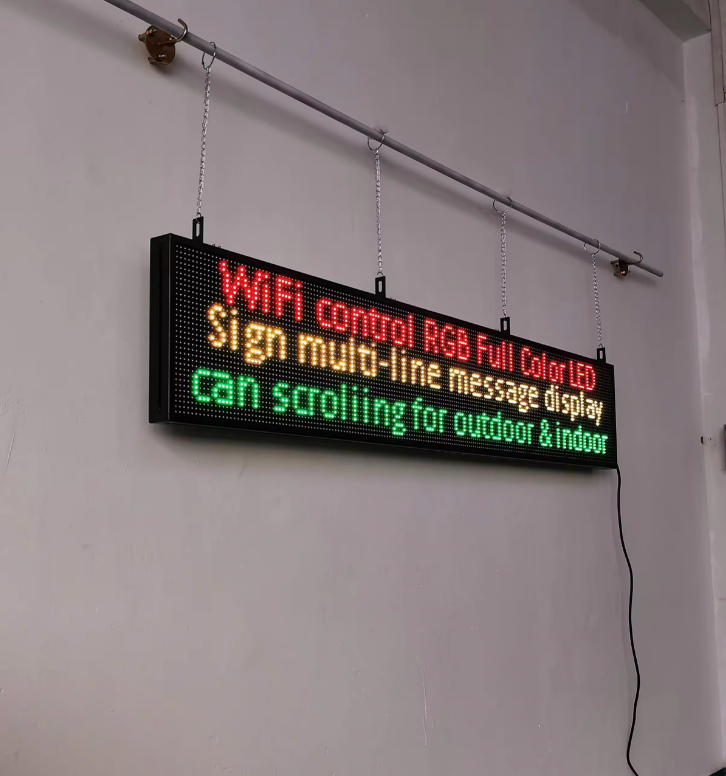 WiFi control RGB Full Color LED
Sign multi-line message display
can scrolling for outdoor & indoor